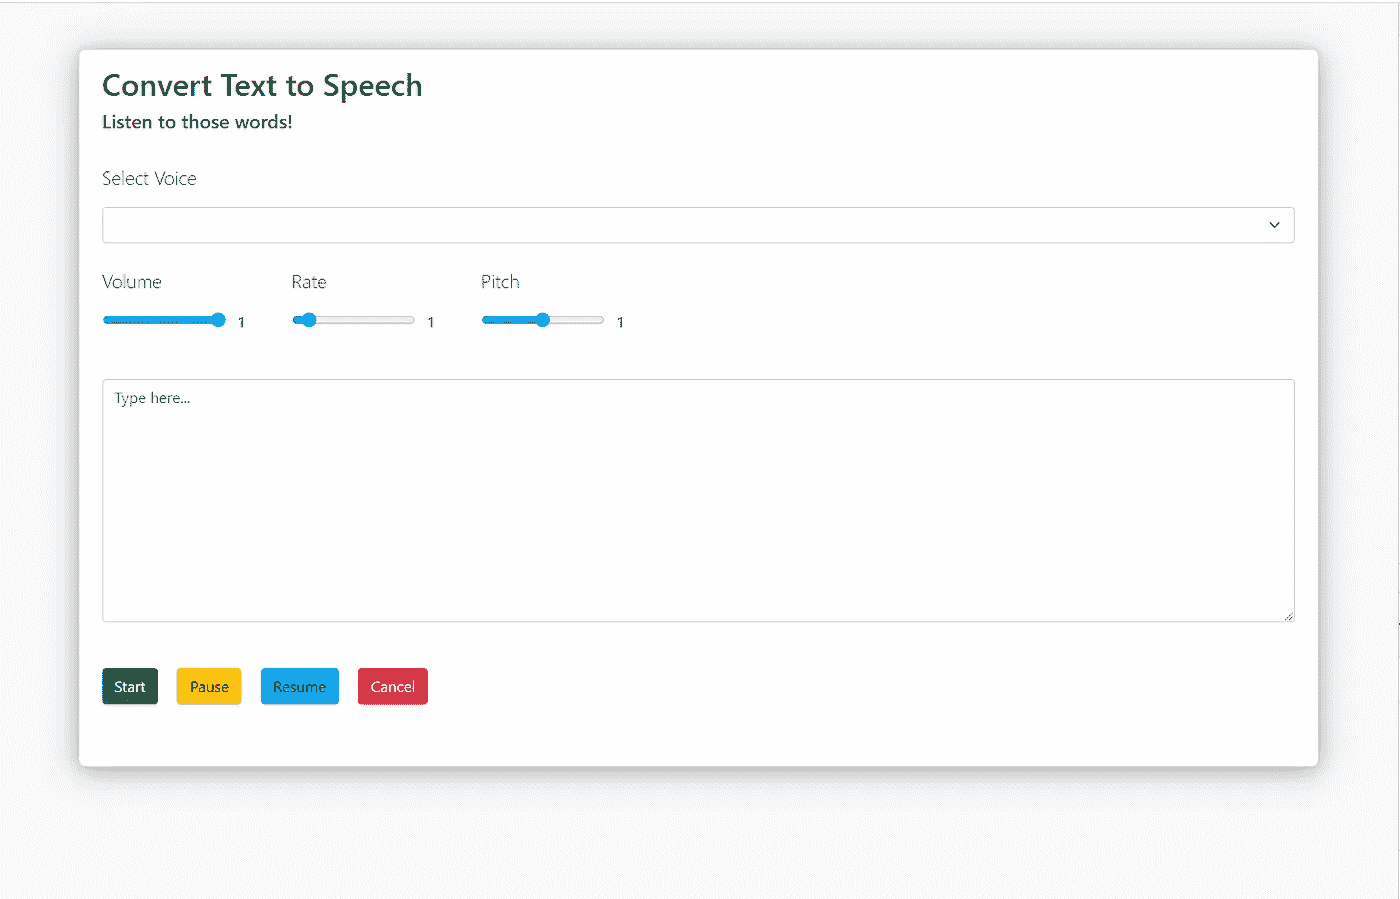 Convert Text to Speech
Listen to those words!
Select Voice
Volume Rate Pitch
1 1 1
Type here...
Start Pause Resume Cancel